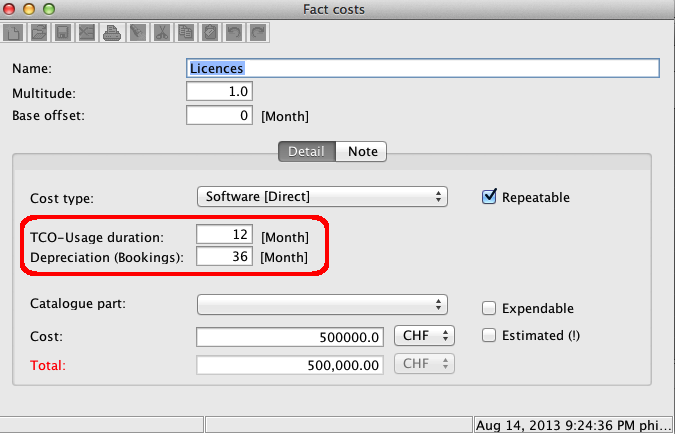 Fact costs
Name: Licences
Multitude: 1.0
Base offset: 0 [Month]
Detail Note
Cost type: Software [Direct] Repeatable
TCO-Usage duration: 12 [Month]
Depreciation (Bookings): 36 [Month]
Catalogue part: Expendable
Cost: 500000.0 CHF Estimated (!)
Total: 500,000.00 CHF
Aug 14, 2013 9:24:36 PM phi...